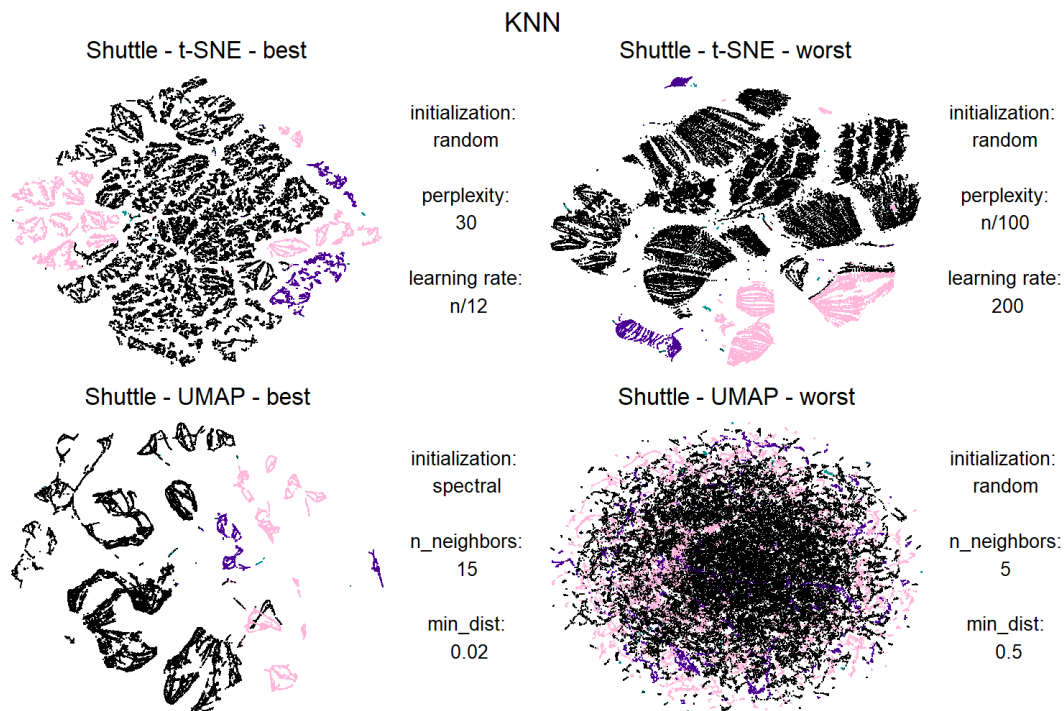 KNN
Shuttle - t-SNE - best
initialization:
random
perplexity:
30
learning rate:
n/12
Shuttle - t-SNE - worst
initialization:
random
perplexity:
n/100
learning rate:
200
Shuttle - UMAP - best
initialization:
spectral
n_neighbors:
15
min_dist:
0.02
Shuttle - UMAP - worst
initialization:
random
n_neighbors:
5
min_dist:
0.5